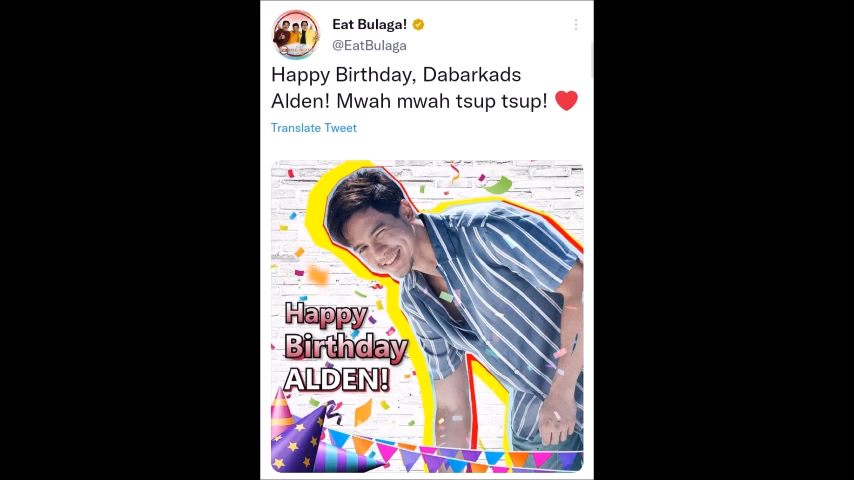 Eat Bulaga!
@EatBulaga
Happy Birthday, Dabarkads
Alden! Mwah mwah tsup tsup! ❤️
Translate Tweet
Happy
Birthday
ALDEN!